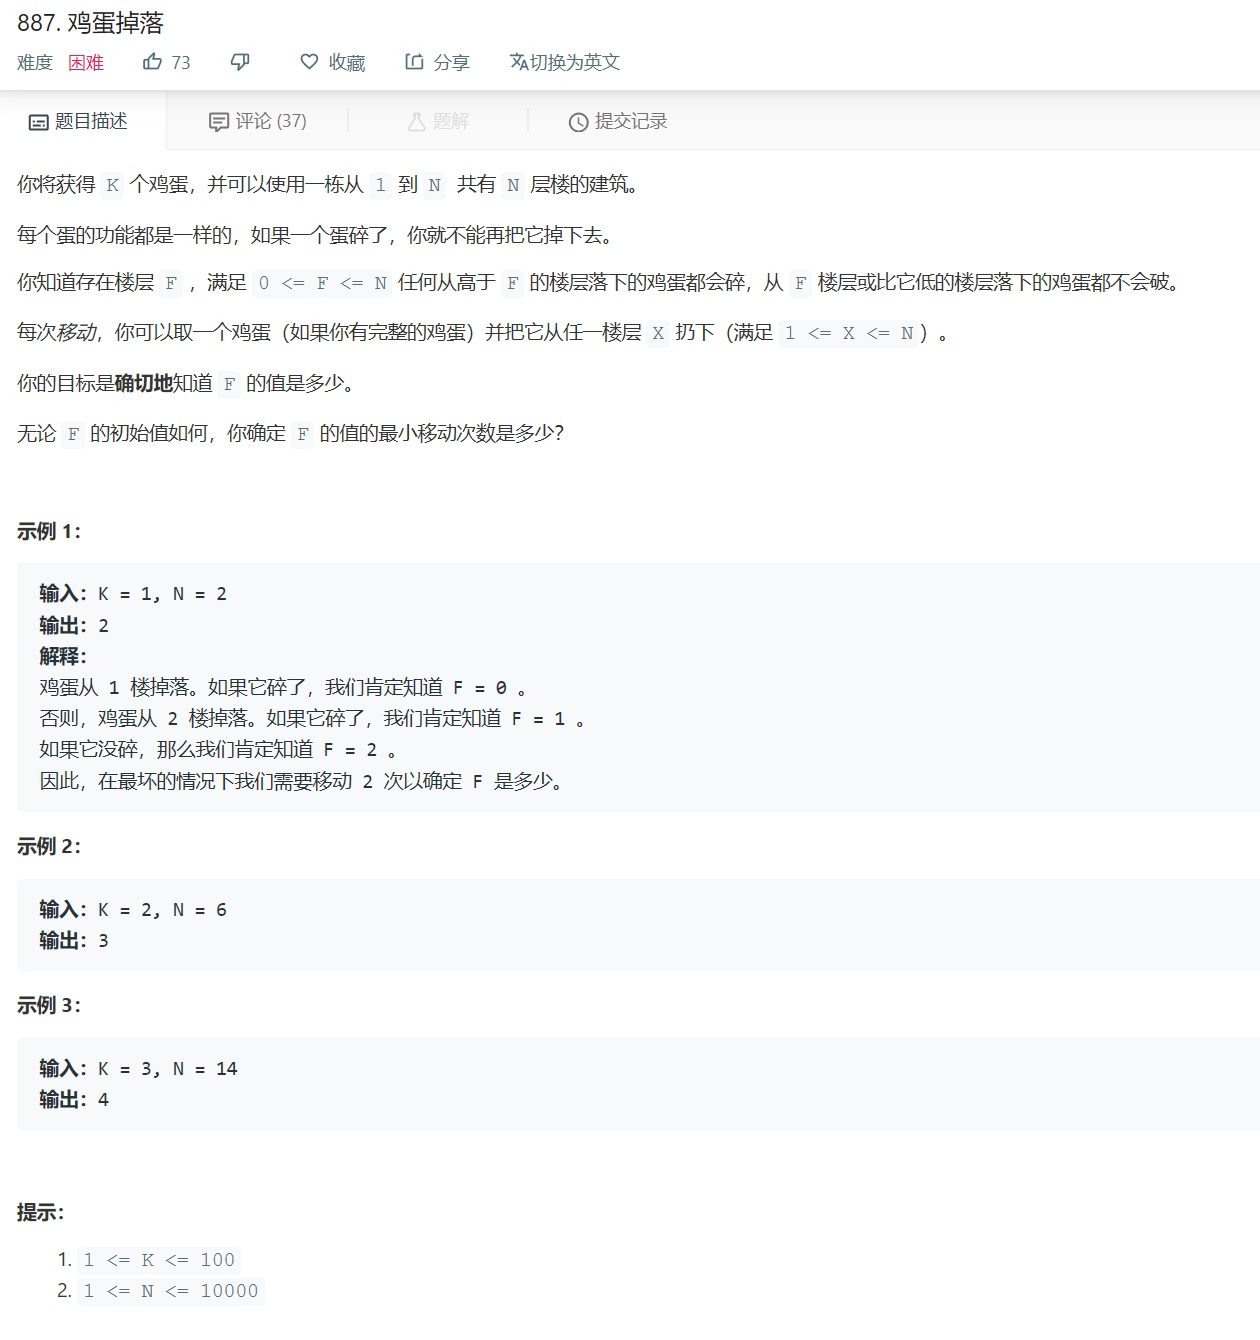 887. 鸡蛋掉落
难度 困难 73 收藏 分享 切换为英文
题目描述 评论 (37) 题解 提交记录
你将获得 K 个鸡蛋，并可以使用一栋从 1 到 N 共有 N 层楼的建筑。
每个蛋的功能都是一样的，如果一个蛋碎了，你就不能再把它掉下去。
你知道存在楼层 F ，满足 0 <= F <= N 任何从高于 F 的楼层落下的鸡蛋都会碎，从 F 楼层或比它低的楼层落下的鸡蛋都不会破。
每次移动，你可以取一个鸡蛋（如果你有完整的鸡蛋）并把它从任一楼层 X 扔下（满足 1 <= X <= N）。
你的目标是确切地知道 F 的值是多少。
无论 F 的初始值如何，你确定 F 的值的最小移动次数是多少？
示例 1：
输入：K = 1, N = 2
输出：2
解释：
鸡蛋从 1 楼掉落。如果它碎了，我们肯定知道 F = 0 。
否则，鸡蛋从 2 楼掉落。如果它碎了，我们肯定知道 F = 1 。
如果它没碎，那么我们肯定知道 F = 2 。
因此，在最坏的情况下我们需要移动 2 次以确定 F 是多少。
示例 2：
输入：K = 2, N = 6
输出：3
示例 3：
输入：K = 3, N = 14
输出：4
提示：
1. 1 <= K <= 100
2. 1 <= N <= 10000